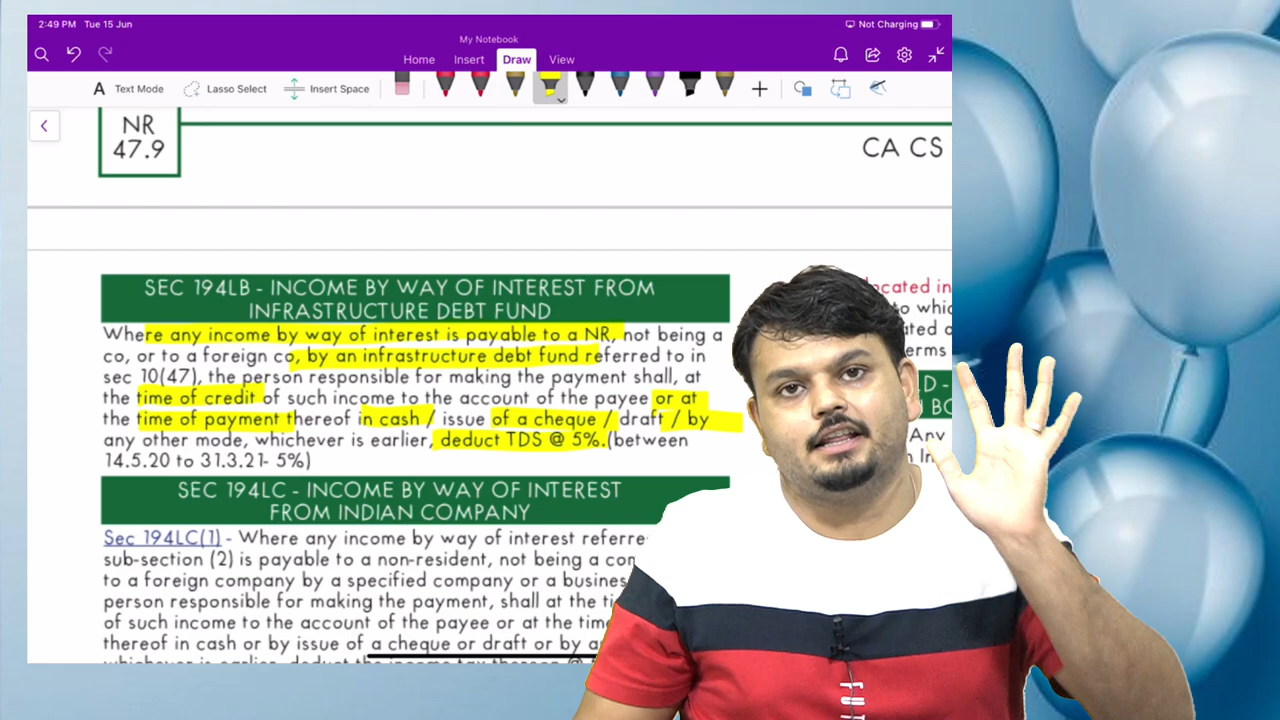 2:49 PM Tue 15 Jun
Not Charging
My Notebook
Home Insert Draw View
Text Mode Lasso Select Insert Space
NR
47.9
CA CS
SEC 194LB - INCOME BY WAY OF INTEREST FROM
INFRASTRUCTURE DEBT FUND
Where any income by way of interest is payable to a NR, not being a
co, or to a foreign co, by an infrastructure debt fund referred to in
sec 10(47), the person responsible for making the payment shall, at
the time of credit of such income to the account of the payee or at
the time of payment thereof in cash / issue of a cheque / draft / by
any other mode, whichever is earlier, deduct TDS @ 5%.(between
14.5.20 to 31.3.21- 5%)
SEC 194LC - INCOME BY WAY OF INTEREST
FROM INDIAN COMPANY
Sec 194LC(1) - Where any income by way of interest
sub-section (2) is payable to a non-resident, not being a
to a foreign company by a specified company or a
person responsible for making the payment, shall at the
of such income to the account of the payee or at the
thereof in cash or by issue of a cheque or draft or by
whichever is earlier, deduct the income tax thereon @
located in
to which
D -
Any